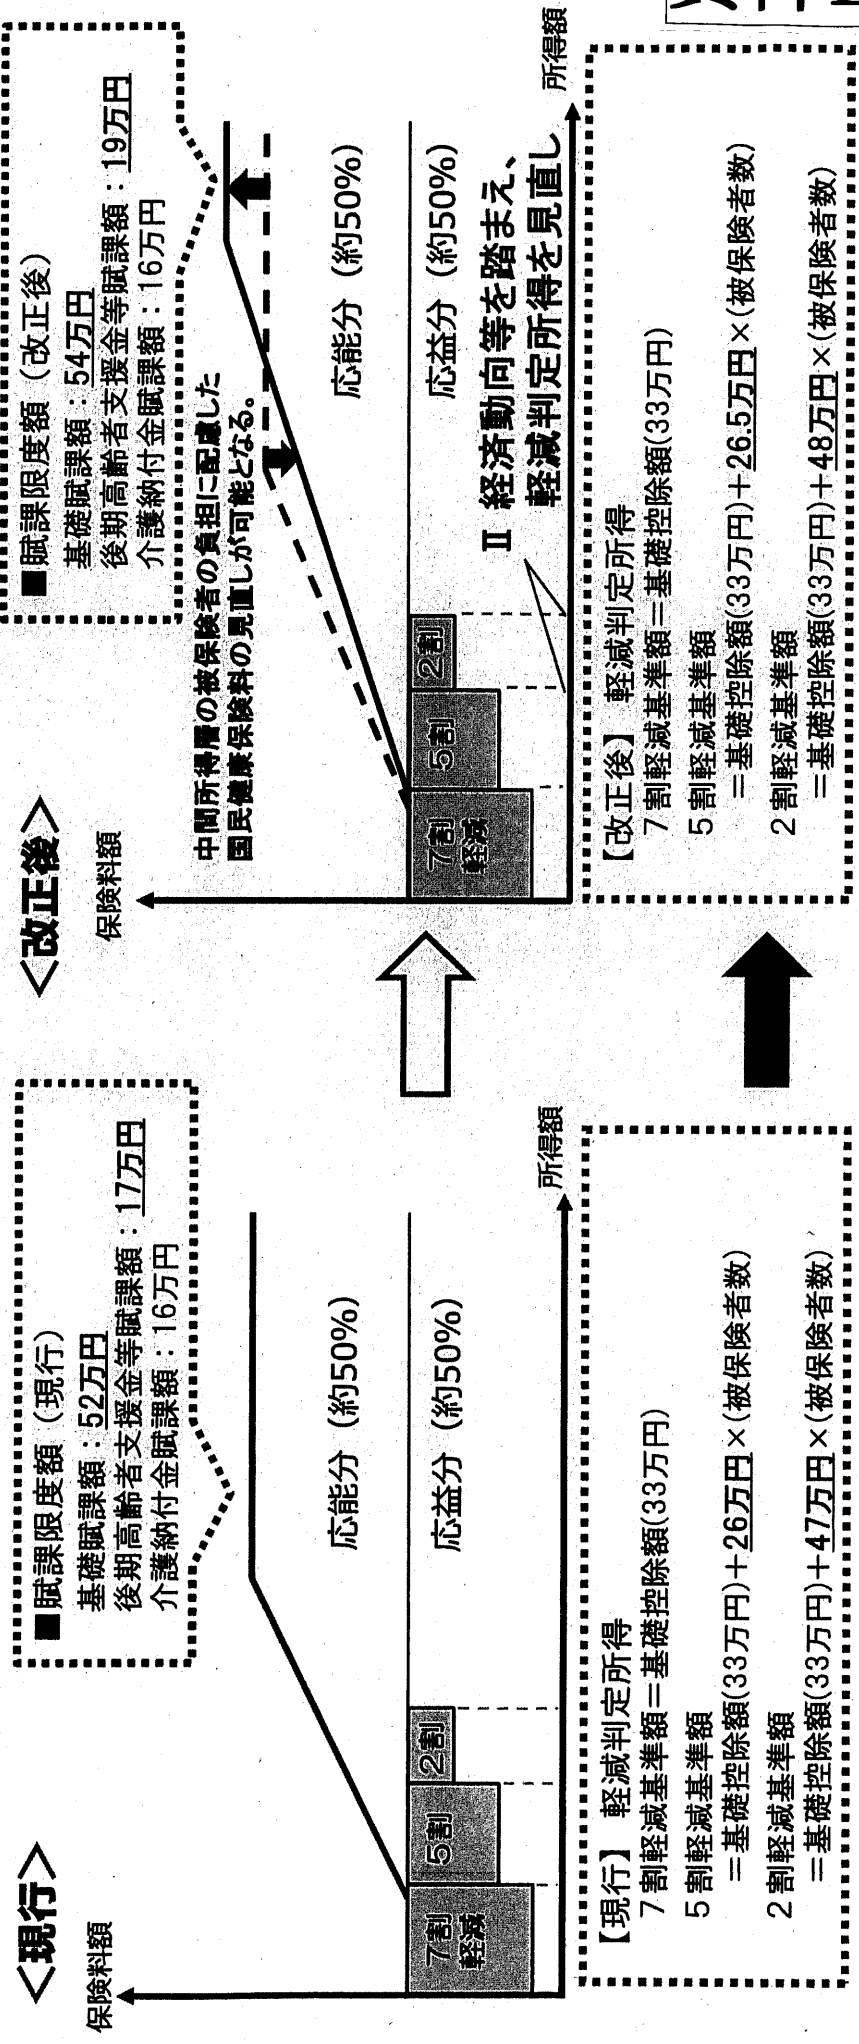 ＜現行＞
保険料額
■賦課限度額（現行）
基礎賦課額：52万円
後期高齢者支援金等賦課額：17万円
介護納付金賦課額：16万円
応能分（約50%）
応益分（約50%）
7割
軽減
5割
2割
所得額
【現行】 軽減判定所得
7割軽減基準額＝基礎控除額(33万円)
5割軽減基準額
＝基礎控除額(33万円)＋26万円×(被保険者数)
2割軽減基準額
＝基礎控除額(33万円)＋47万円×(被保険者数)
＜改正後＞
保険料額
■賦課限度額（改正後）
基礎賦課額：54万円
後期高齢者支援金等賦課額：19万円
介護納付金賦課額：16万円
中間所得層の被保険者の負担に配慮した
国民健康保険料の見直しが可能となる。
応能分（約50%）
応益分（約50%）
7割
軽減
5割
2割
Ⅱ 経済動向等を踏まえ、
軽減判定所得を見直し
所得額
【改正後】 軽減判定所得
7割軽減基準額＝基礎控除額(33万円)
5割軽減基準額
＝基礎控除額(33万円)＋26.5万円×(被保険者数)
2割軽減基準額
＝基礎控除額(33万円)＋48万円×(被保険者数)